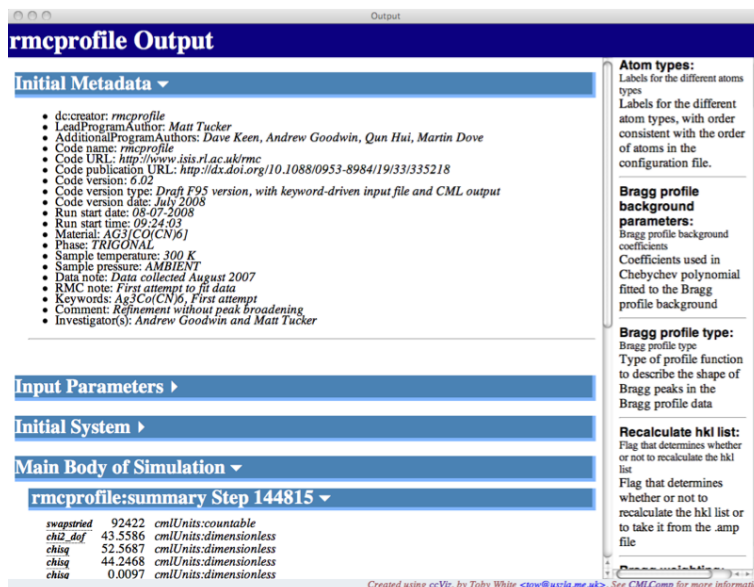 Output
rmcprofile Output
Initial Metadata
dc:creator: rmcprofile
LeadProgramAuthor: Matt Tucker
AdditionalProgramAuthors: Dave Keen, Andrew Goodwin, Qun Hui, Martin Dove
Code name: rmcprofile
Code URL: http://www.isis.rl.ac.uk/rmc
Code publication URL: http://dx.doi.org/10.1088/0953-8984/19/33/335218
Code version: 6.02
Code version type: Draft F95 version, with keyword-driven input file and CML output
Code version date: July 2008
Run start date: 08-07-2008
Run start time: 09:24:03
Material: AG3[CO(CN)6]
Phase: TRIGONAL
Sample temperature: 300 K
Sample pressure: AMBIENT
Data note: Data collected August 2007
RMC note: First attempt to fit data
Keywords: Ag3Co(CN)6, First attempt
Comment: Refinement without peak broadening
Investigator(s): Andrew Goodwin and Matt Tucker
Input Parameters
Initial System
Main Body of Simulation
rmcprofile:summary Step 144815
swapstried 92422 cmlUnits:countable
chi2_dof 43.5586 cmlUnits:dimensionless
chisq 52.5687 cmlUnits:dimensionless
chisq 44.2468 cmlUnits:dimensionless
chisq 0.0097 cmlUnits:dimensionless
Atom types:
Labels for the different atoms
types
Labels for the different
atom types, with order
consistent with the order
of atoms in the
configuration file.
Bragg profile
background
parameters:
Bragg profile background
coefficients
Coefficients used in
Chebychev polynomial
fitted to the Bragg
profile background
Bragg profile type:
Bragg profile type
Type of profile function
to describe the shape of
Bragg peaks in the
Bragg profile data
Recalculate hkl list:
Flag that determines whether
or not to recalculate the hkl
list
Flag that determines
whether or not to
recalculate the hkl list or
to take it from the .amp
file
Bragg weighting:
Created using ccViz, by Toby White <tow@uszla.me.uk>. See CMLComp for more informat